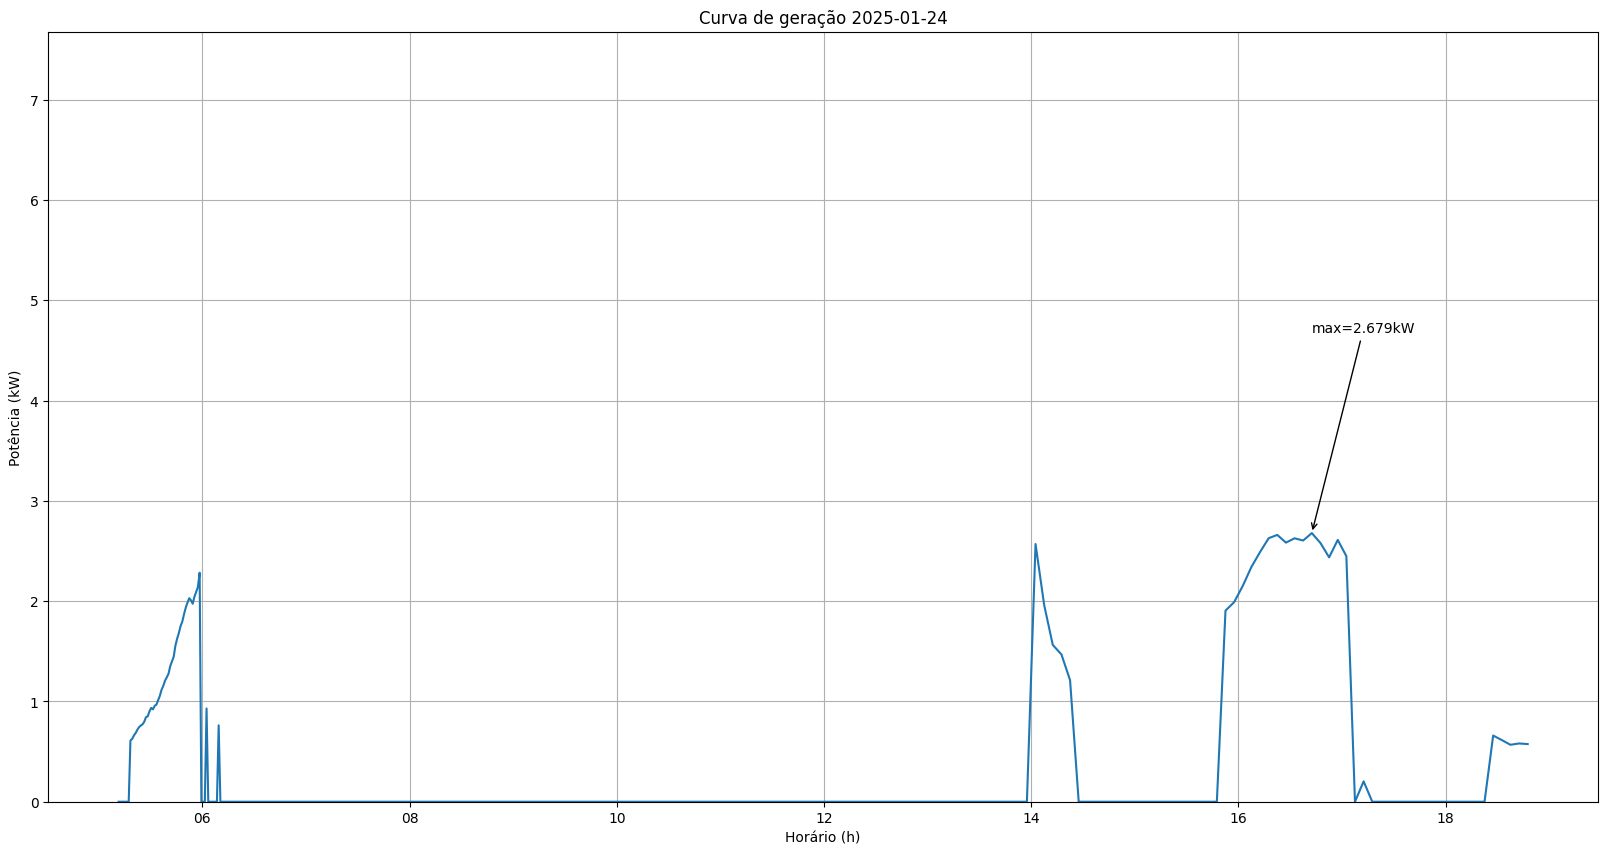 Curva de geração 2025-01-24
Potência (kW)
7
6
5
4
3
2
1
0
max=2.679kW
06 08 10 12 14 16 18
Horário (h)